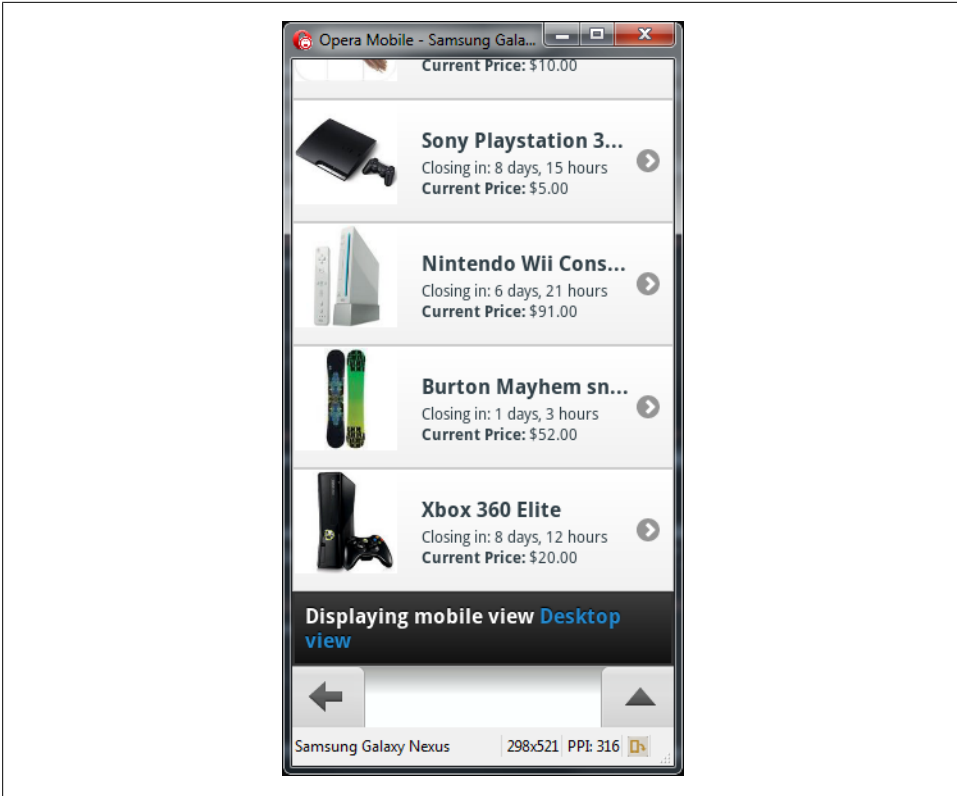 Opera Mobile - Samsung Gala...
Current Price: $10.00
Sony Playstation 3...
Closing in: 8 days, 15 hours
Current Price: $5.00
Nintendo Wii Cons...
Closing in: 6 days, 21 hours
Current Price: $91.00
Burton Mayhem sn...
Closing in: 1 days, 3 hours
Current Price: $52.00
Xbox 360 Elite
Closing in: 8 days, 12 hours
Current Price: $20.00
Displaying mobile view Desktop
view
Samsung Galaxy Nexus 298x521 PPI: 316